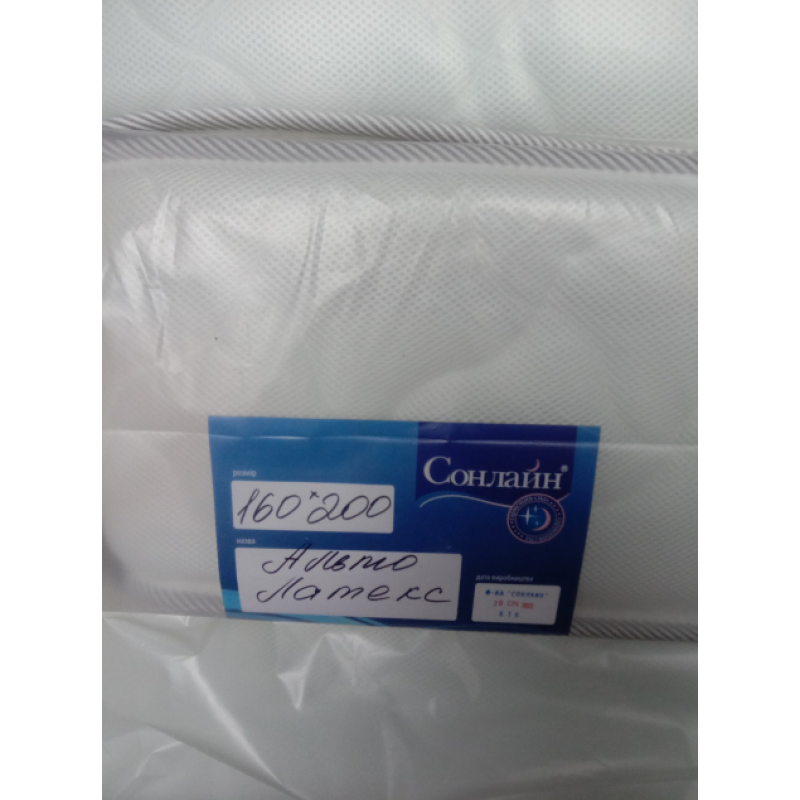 Сонлайн®
розмір
160*200
назва
Альто
Латекс
дата виробництва
Ф-КА "СОНЛАЙН"